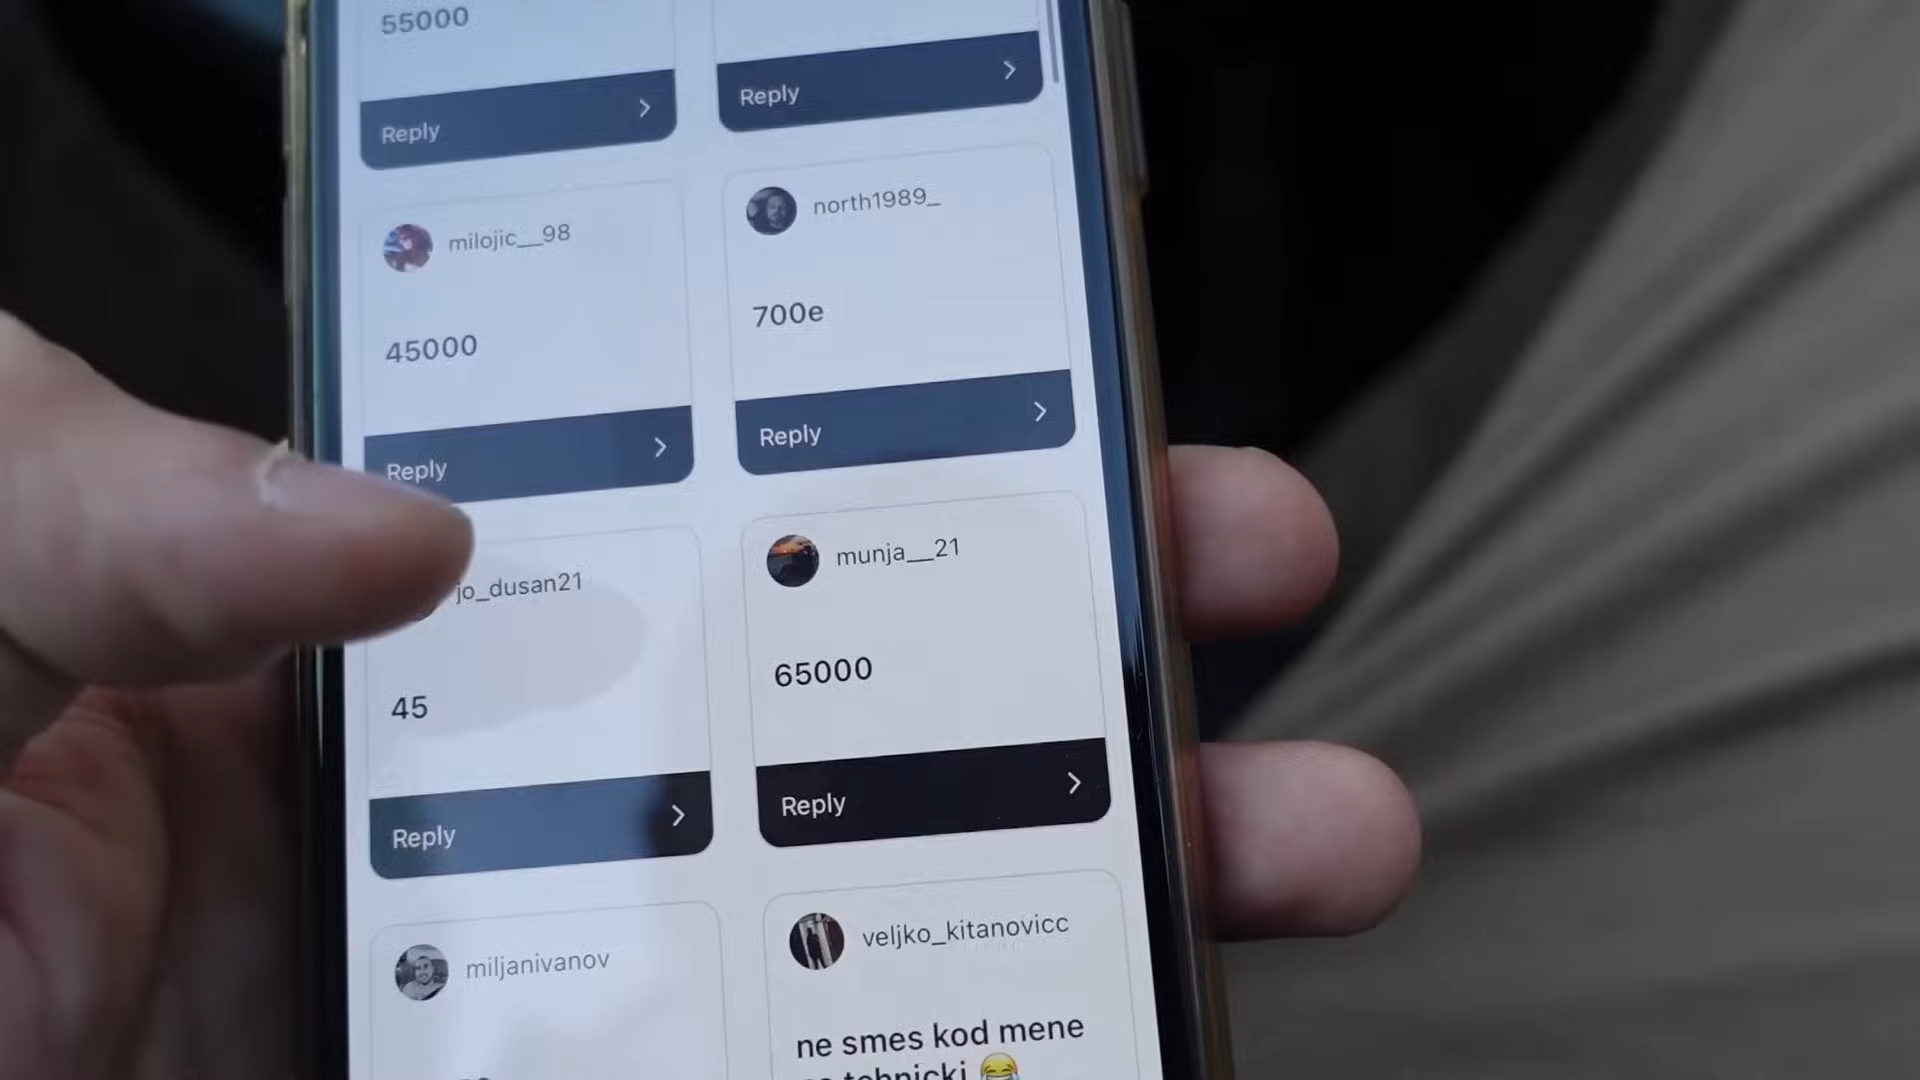 55000
Reply
Reply
milojic__98
north1989_
45000
700e
Reply
Reply
jo_dusan21
munja__21
45
65000
Reply
Reply
miljanivanov
veljko_kitanovicc
ne smes kod mene
tehnicki 😂